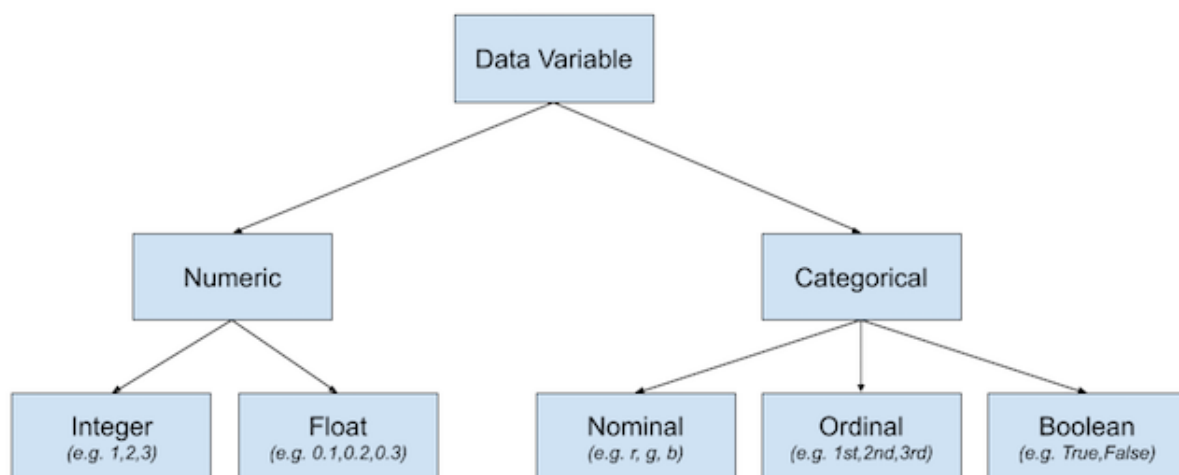 Data Variable
Numeric
Categorical
Integer
(e.g. 1,2,3)
Float
(e.g. 0.1,0.2,0.3)
Nominal
(e.g. r, g, b)
Ordinal
(e.g. 1st,2nd,3rd)
Boolean
(e.g. True,False)